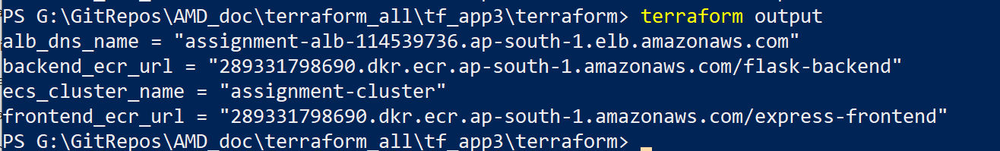 PS G:\GitRepos\AMD_doc\terraform_all\tf_app3\terraform> terraform output
alb_dns_name = "assignment-alb-114539736.ap-south-1.elb.amazonaws.com"
backend_ecr_url = "289331798690.dkr.ecr.ap-south-1.amazonaws.com/flask-backend"
ecs_cluster_name = "assignment-cluster"
frontend_ecr_url = "289331798690.dkr.ecr.ap-south-1.amazonaws.com/express-frontend"
PS G:\GitRepos\AMD_doc\terraform_all\tf_app3\terraform>